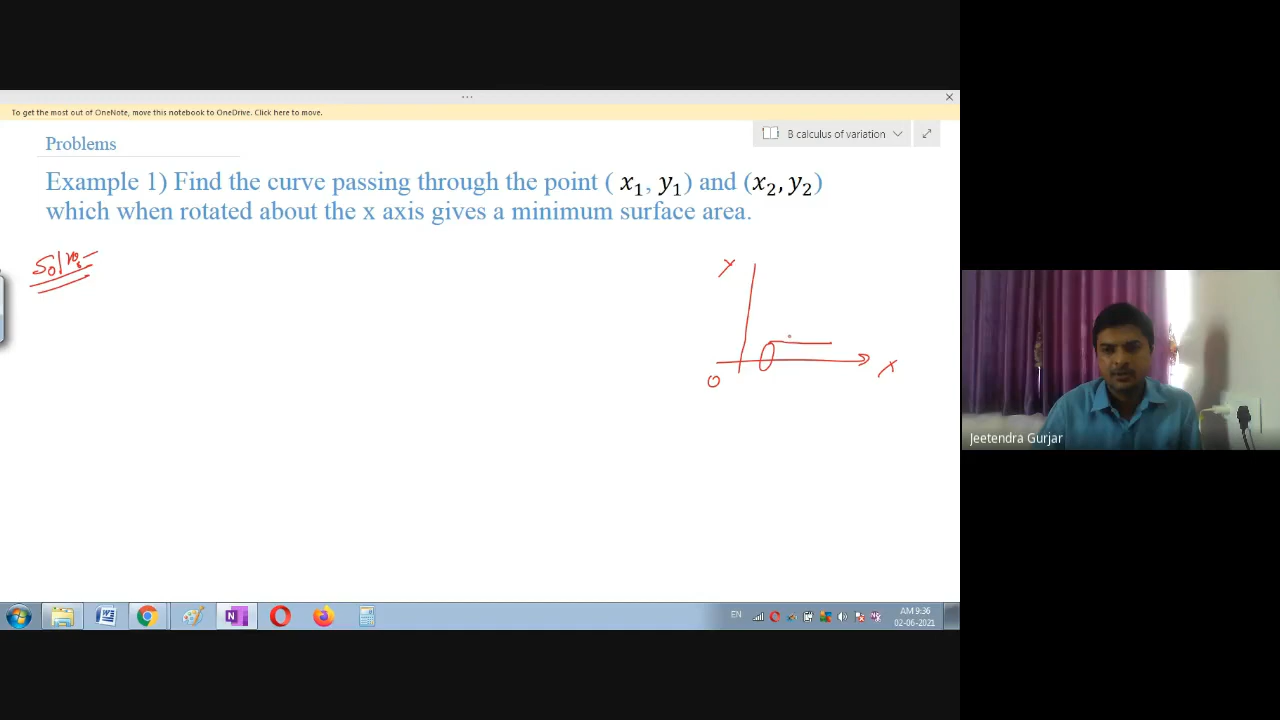 To get the most out of OneNote, move this notebook to OneDrive. Click here to move.
Problems
B calculus of variation
Example 1) Find the curve passing through the point ( x₁, y₁) and (x₂, y₂)
which when rotated about the x axis gives a minimum surface area.
Solⁿ:-
Y
O
X
Jeetendra Gurjar
EN
AM 9:36
02-06-2021